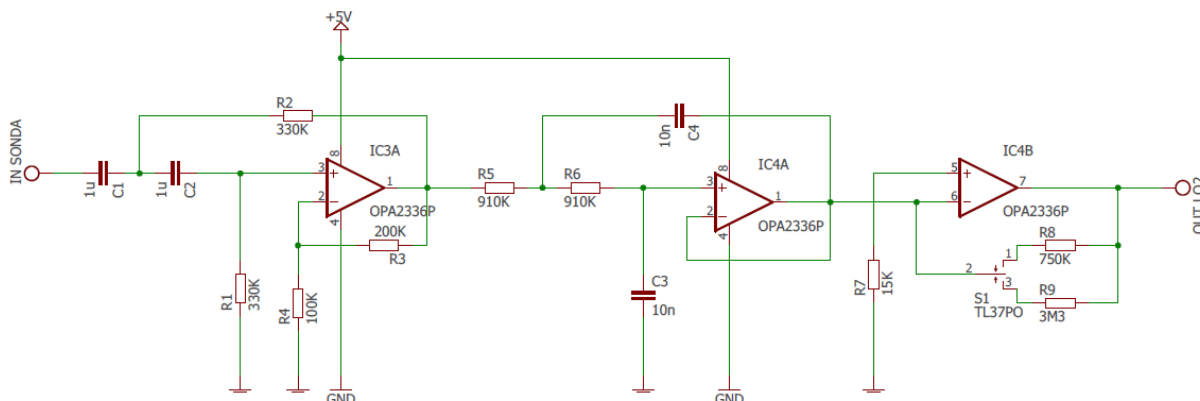 +5V
R2
330K
IN SONDA
1u
C1
1u
C2
8
3
+
2
-
4
1
IC3A
OPA2336P
200K
R3
R1
330K
R4
100K
GND
R5
910K
R6
910K
10n
C4
C3
10n
8
3
+
2
-
4
1
IC4A
OPA2336P
GND
R7
15K
5
+
6
-
7
IC4B
OPA2336P
2
1
3
S1
TL37PO
R8
750K
R9
3M3